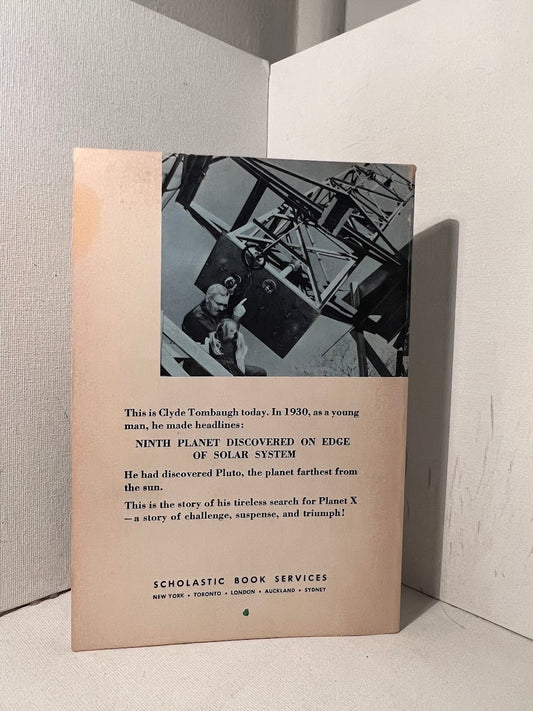 This is Clyde Tombaugh today. In 1930, as a young
man, he made headlines:
NINTH PLANET DISCOVERED ON EDGE
OF SOLAR SYSTEM
He had discovered Pluto, the planet farthest from
the sun.
This is the story of his tireless search for Planet X
—a story of challenge, suspense, and triumph!
SCHOLASTIC BOOK SERVICES
NEW YORK • TORONTO • LONDON • AUCKLAND • SYDNEY